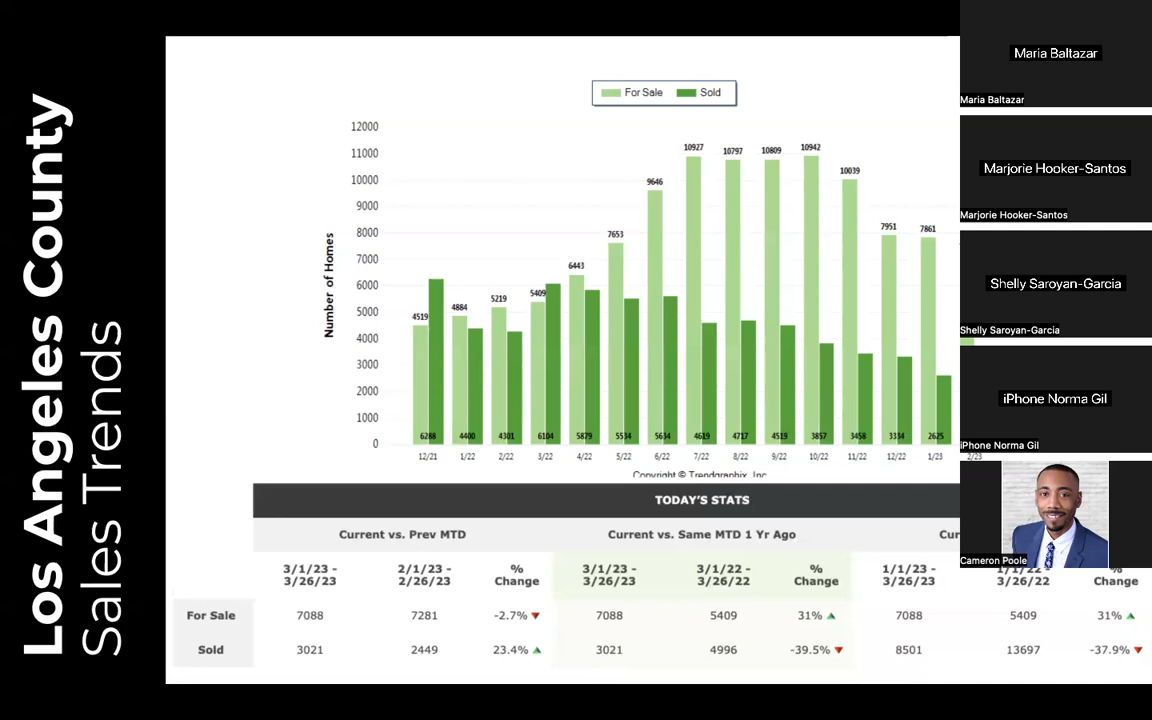 Los Angeles County
Sales Trends
For Sale
Sold
12000
11000
10000
9000
8000
7000
6000
5000
4000
3000
2000
1000
0
Number of Homes
4519
4884
5219
5409
6443
7653
9646
10927
10797
10809
10942
10039
7951
7861
6288
4400
4301
6104
5879
5534
5634
4619
4717
4519
3857
3458
3334
2625
12/21
1/22
2/22
3/22
4/22
5/22
6/22
7/22
8/22
9/22
10/22
11/22
12/22
1/23
2/23
Copyright © Trendgraphix, Inc
TODAY'S STATS
Current vs. Prev MTD
Current vs. Same MTD 1 Yr Ago
3/1/23 - 3/26/23
2/1/23 - 2/26/23
% Change
3/1/23 - 3/26/23
3/1/22 - 3/26/22
% Change
1/1/23 - 3/26/23
1/1/22 - 3/26/22
% Change
For Sale 7088 7281 -2.7% 7088 5409 31% 7088 5409 31%
Sold 3021 2449 23.4% 3021 4996 -39.5% 8501 13697 -37.9%
Maria Baltazar
Maria Baltazar
Marjorie Hooker-Santos
Marjorie Hooker-Santos
Shelly Saroyan-Garcia
Shelly Saroyan-Garcia
iPhone Norma Gil
iPhone Norma Gil
Cameron Poole